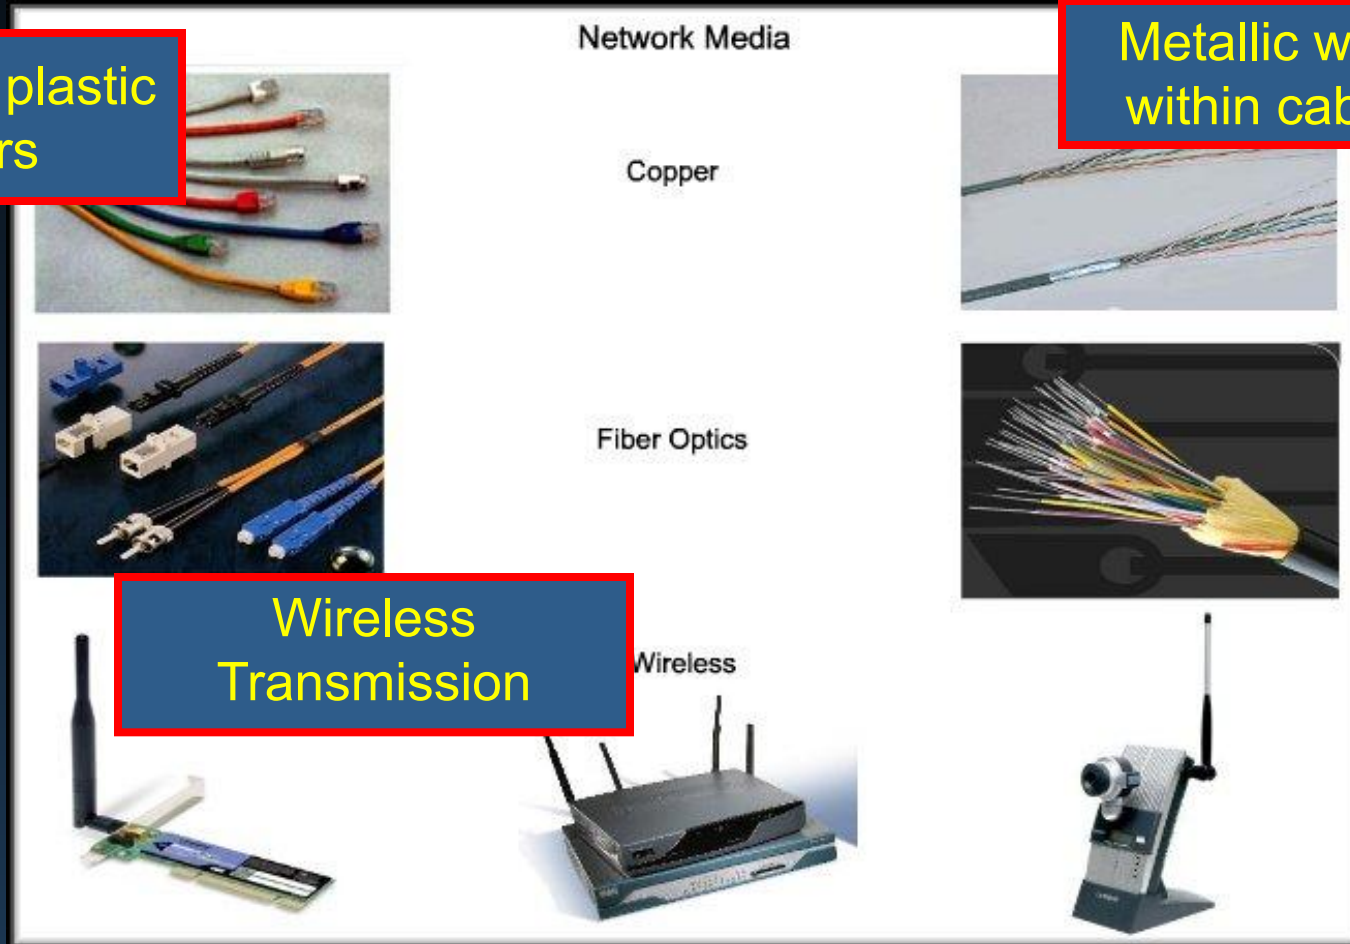 Network Media
plastic
rs
Metallic w
within cab
Copper
Fiber Optics
Wireless
Transmission
Wireless